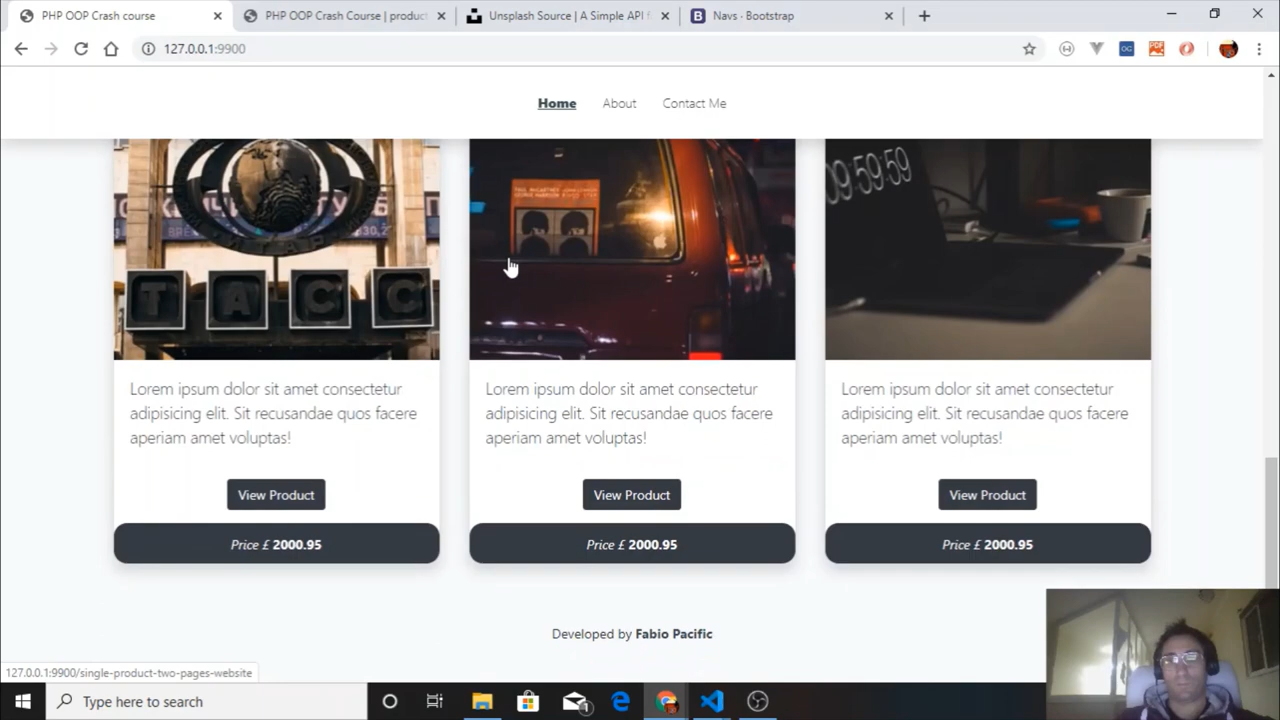 PHP OOP Crash course
PHP OOP Crash Course | product
Unsplash Source | A Simple API f
Navs · Bootstrap
127.0.0.1:9900
Home About Contact Me
TACC
09:59:59
Lorem ipsum dolor sit amet consectetur
adipisicing elit. Sit recusandae quos facere
aperiam amet voluptas!
View Product
Price £ 2000.95
Lorem ipsum dolor sit amet consectetur
adipisicing elit. Sit recusandae quos facere
aperiam amet voluptas!
View Product
Price £ 2000.95
Lorem ipsum dolor sit amet consectetur
adipisicing elit. Sit recusandae quos facere
aperiam amet voluptas!
View Product
Price £ 2000.95
Developed by Fabio Pacific
127.0.0.1:9900/single-product-two-pages-website
Type here to search